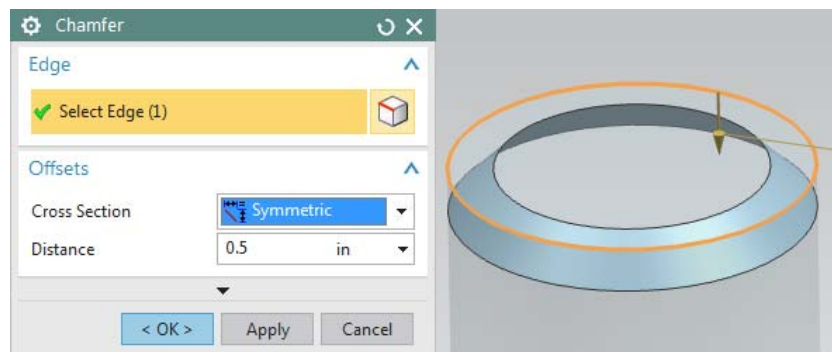 Chamfer
Edge
Select Edge (1)
Offsets
Cross Section Symmetric
Distance 0.5 in
< OK > Apply Cancel